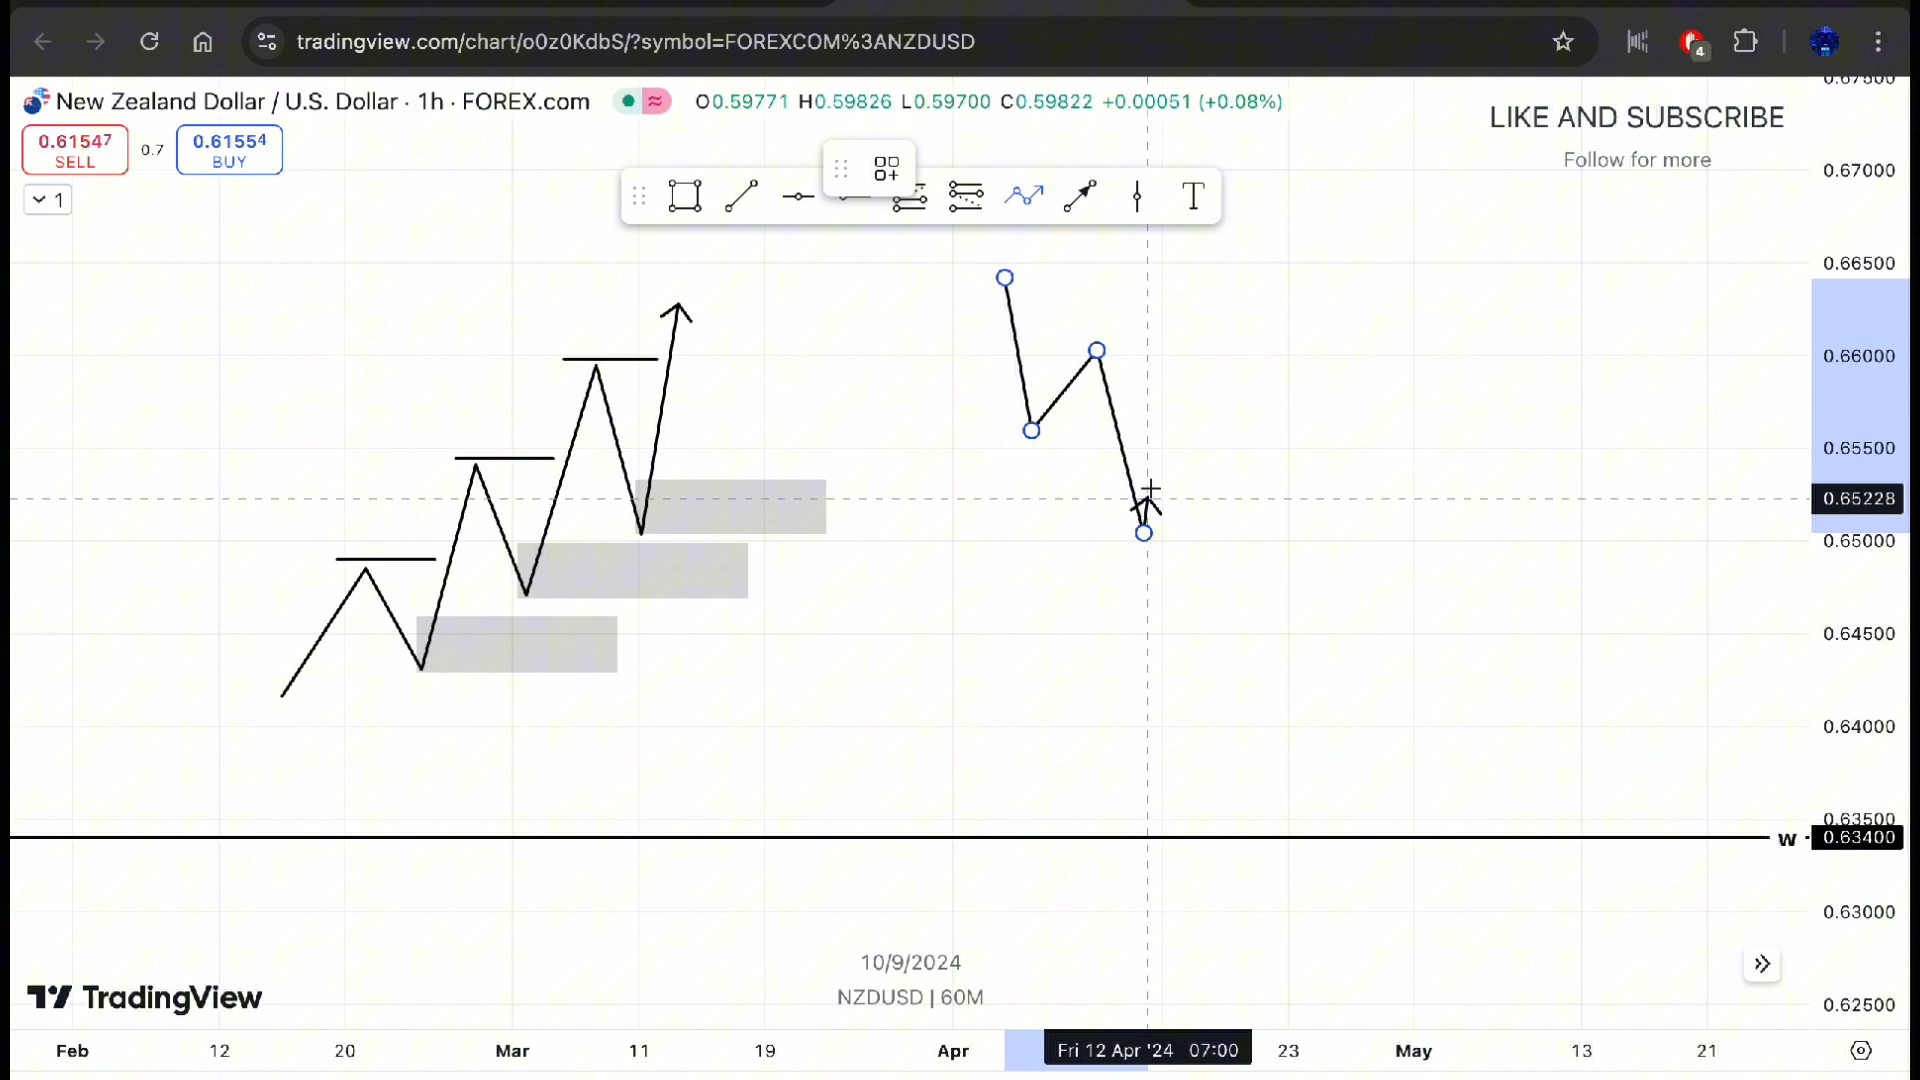 tradingview.com/chart/o0z0KdbS/?symbol=FOREXCOM%3ANZDUSD
4
New Zealand Dollar / U.S. Dollar · 1h · FOREX.com
O0.59771 H0.59826 L0.59700 C0.59822 +0.00051 (+0.08%)
LIKE AND SUBSCRIBE
Follow for more
0.61547
SELL
0.7
0.61554
BUY
1
T
0.67500
0.67000
0.66500
0.66000
0.65500
0.65228
0.65000
0.64500
0.64000
0.63500
W
0.63400
0.63000
0.62500
10/9/2024
NZDUSD | 60M
TradingView
Feb 12 20 Mar 11 19 Apr Fri 12 Apr '24 07:00 23 May 13 21